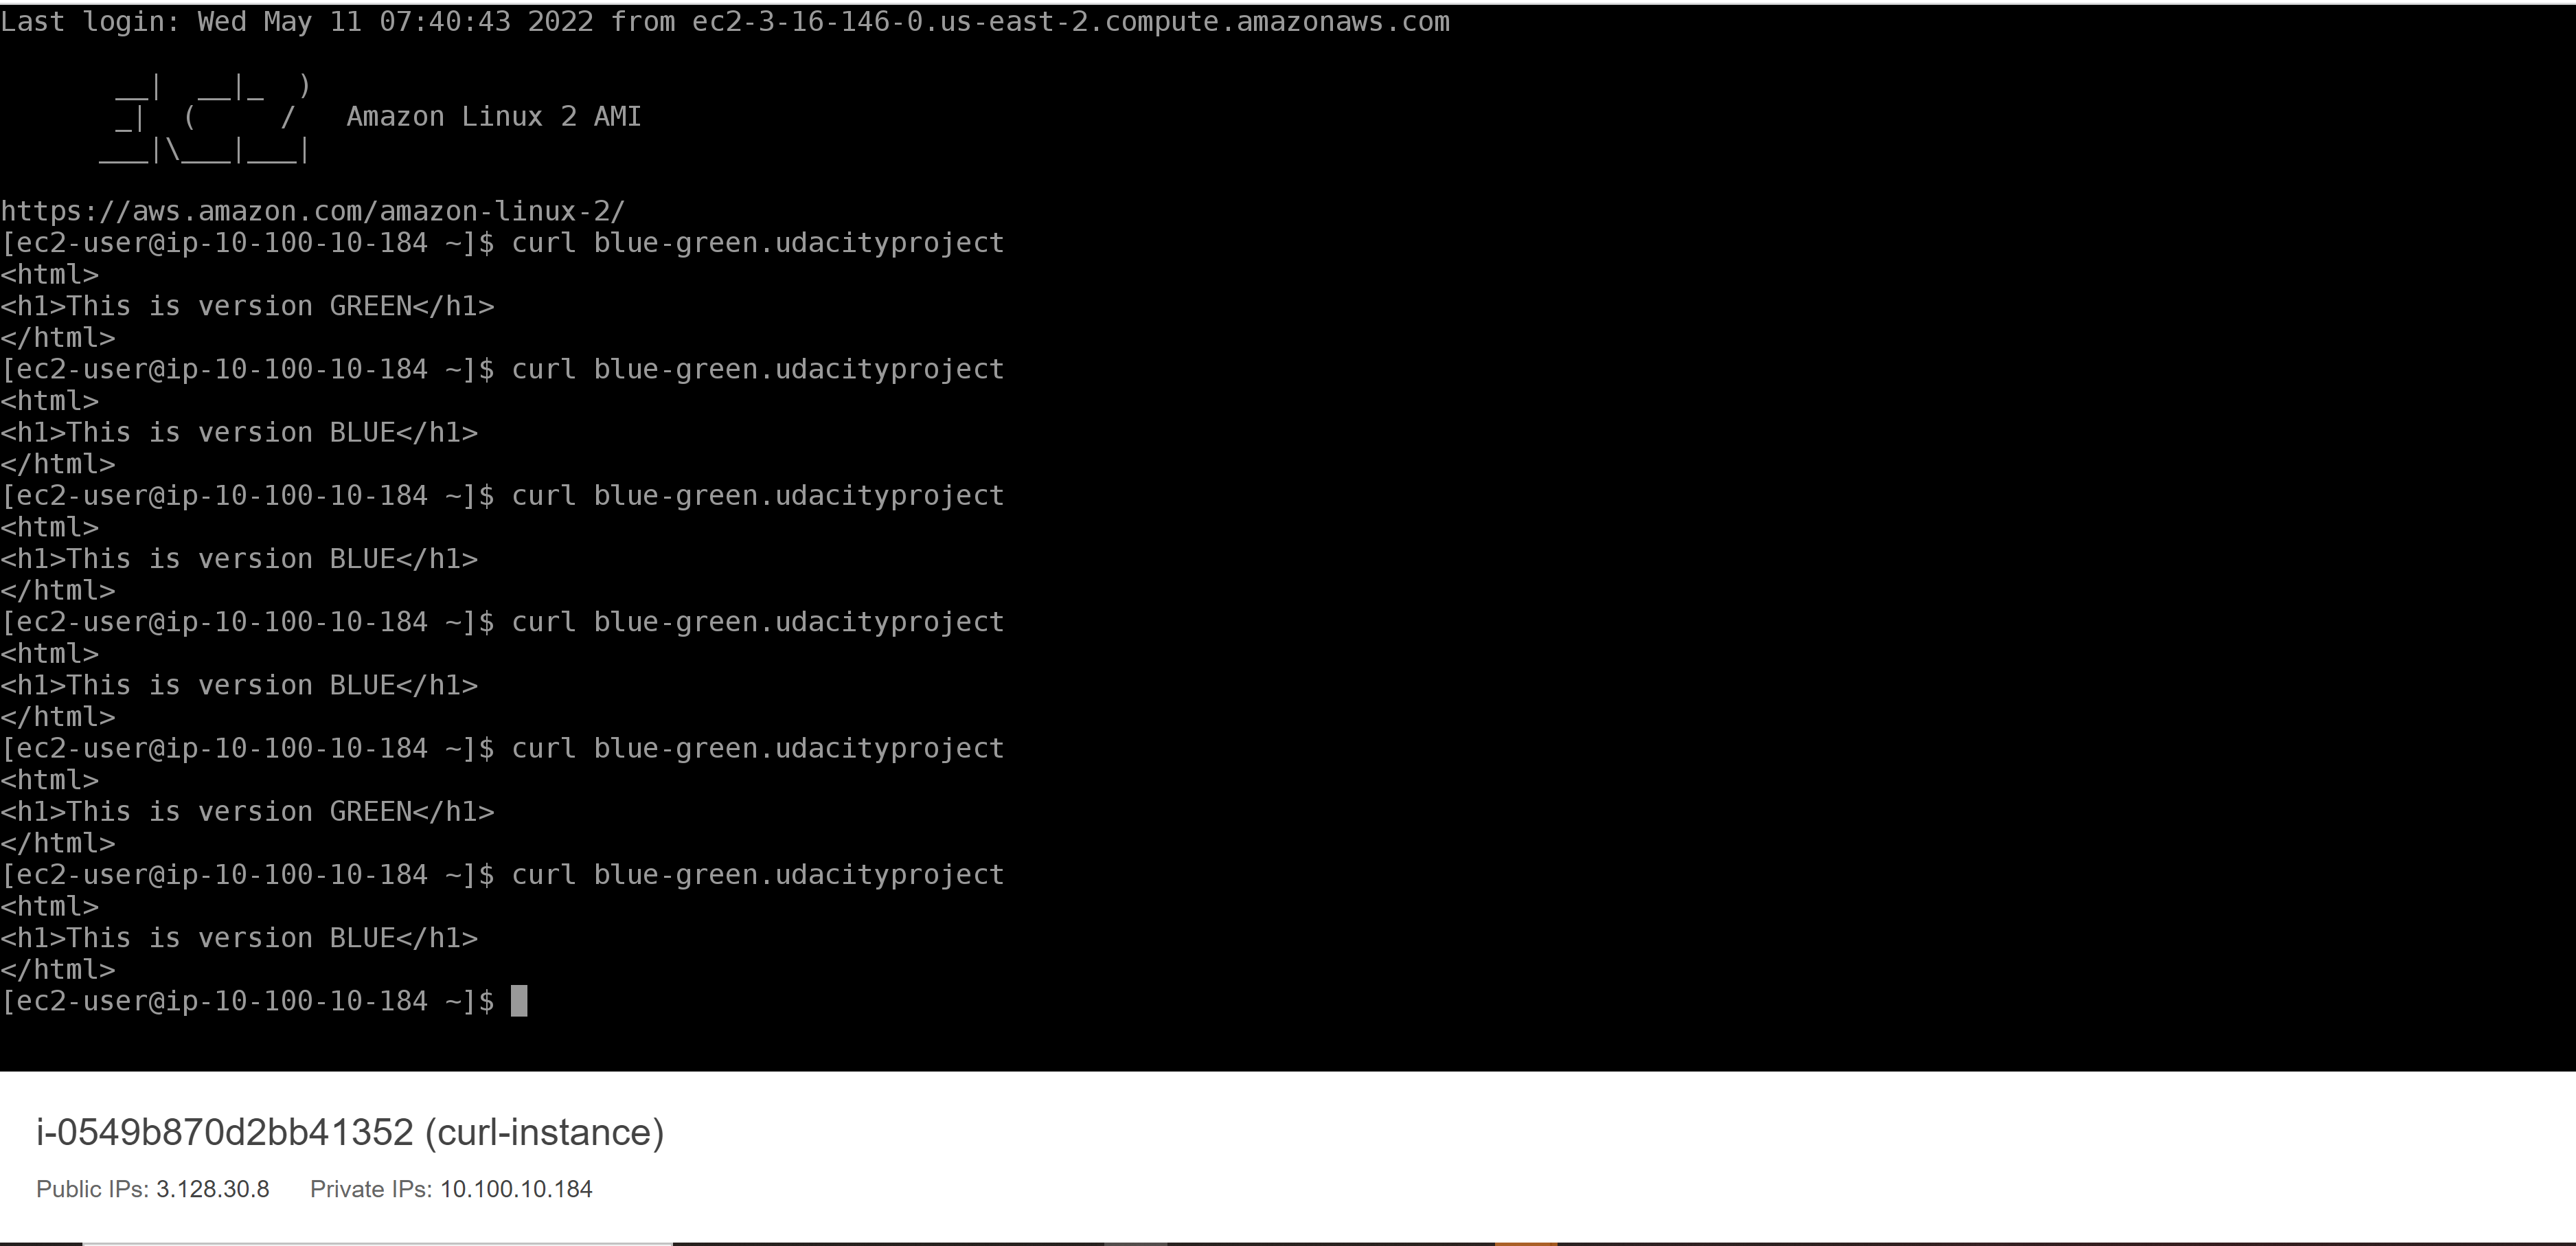 Last login: Wed May 11 07:40:43 2022 from ec2-3-16-146-0.us-east-2.compute.amazonaws.com
       __|  __|_  )
       _|  (     /   Amazon Linux 2 AMI
      ___|\___|___|
https://aws.amazon.com/amazon-linux-2/
[ec2-user@ip-10-100-10-184 ~]$ curl blue-green.udacityproject
<html>
<h1>This is version GREEN</h1>
</html>
[ec2-user@ip-10-100-10-184 ~]$ curl blue-green.udacityproject
<html>
<h1>This is version BLUE</h1>
</html>
[ec2-user@ip-10-100-10-184 ~]$ curl blue-green.udacityproject
<html>
<h1>This is version BLUE</h1>
</html>
[ec2-user@ip-10-100-10-184 ~]$ curl blue-green.udacityproject
<html>
<h1>This is version BLUE</h1>
</html>
[ec2-user@ip-10-100-10-184 ~]$ curl blue-green.udacityproject
<html>
<h1>This is version GREEN</h1>
</html>
[ec2-user@ip-10-100-10-184 ~]$ curl blue-green.udacityproject
<html>
<h1>This is version BLUE</h1>
</html>
[ec2-user@ip-10-100-10-184 ~]$
i-0549b870d2bb41352 (curl-instance)
Public IPs: 3.128.30.8 Private IPs: 10.100.10.184